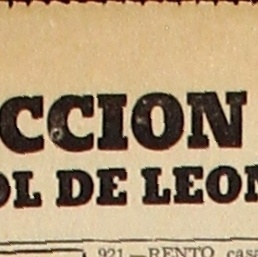 CCION
OL DE LEON
921.—RENTO casa